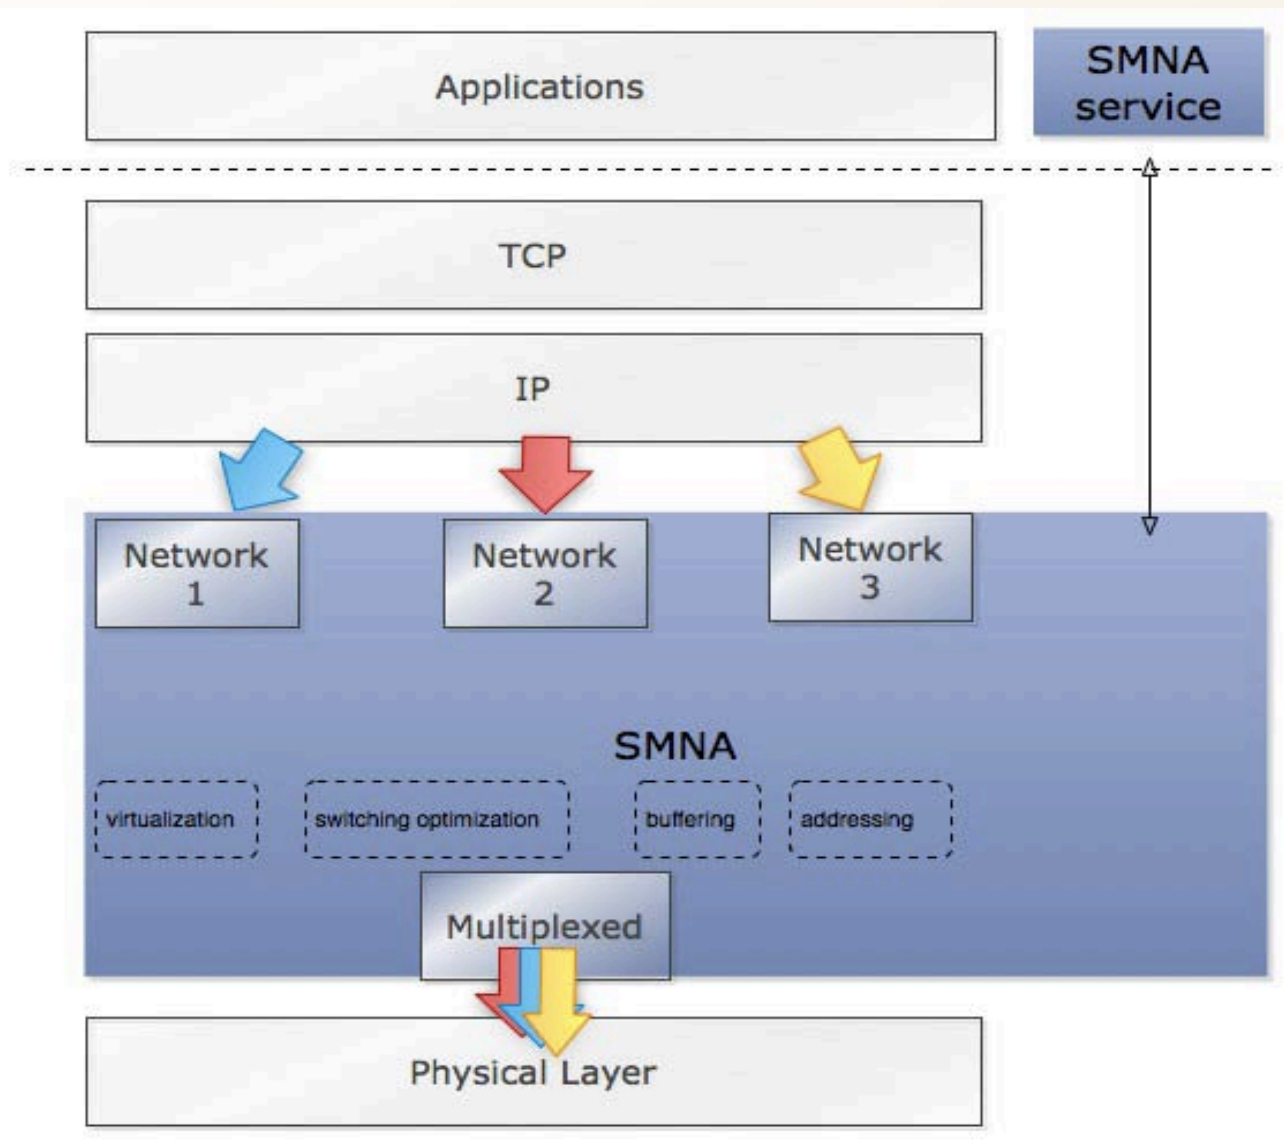 Applications
SMNA
service
TCP
IP
Network
1
Network
2
Network
3
SMNA
virtualization
switching optimization
buffering
addressing
Multiplexed
Physical Layer